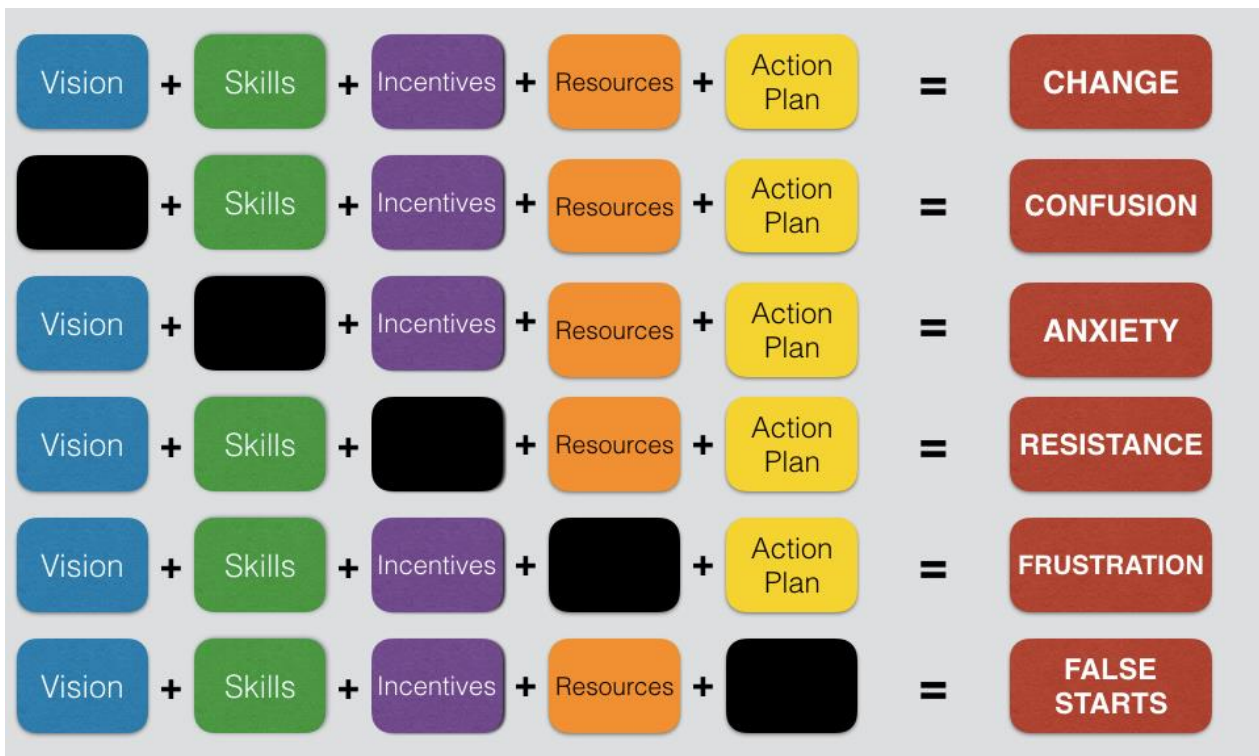 Vision + Skills + Incentives + Resources + Action Plan = CHANGE
+ Skills + Incentives + Resources + Action Plan = CONFUSION
Vision + + Incentives + Resources + Action Plan = ANXIETY
Vision + Skills + + Resources + Action Plan = RESISTANCE
Vision + Skills + Incentives + + Action Plan = FRUSTRATION
Vision + Skills + Incentives + Resources + = FALSE STARTS